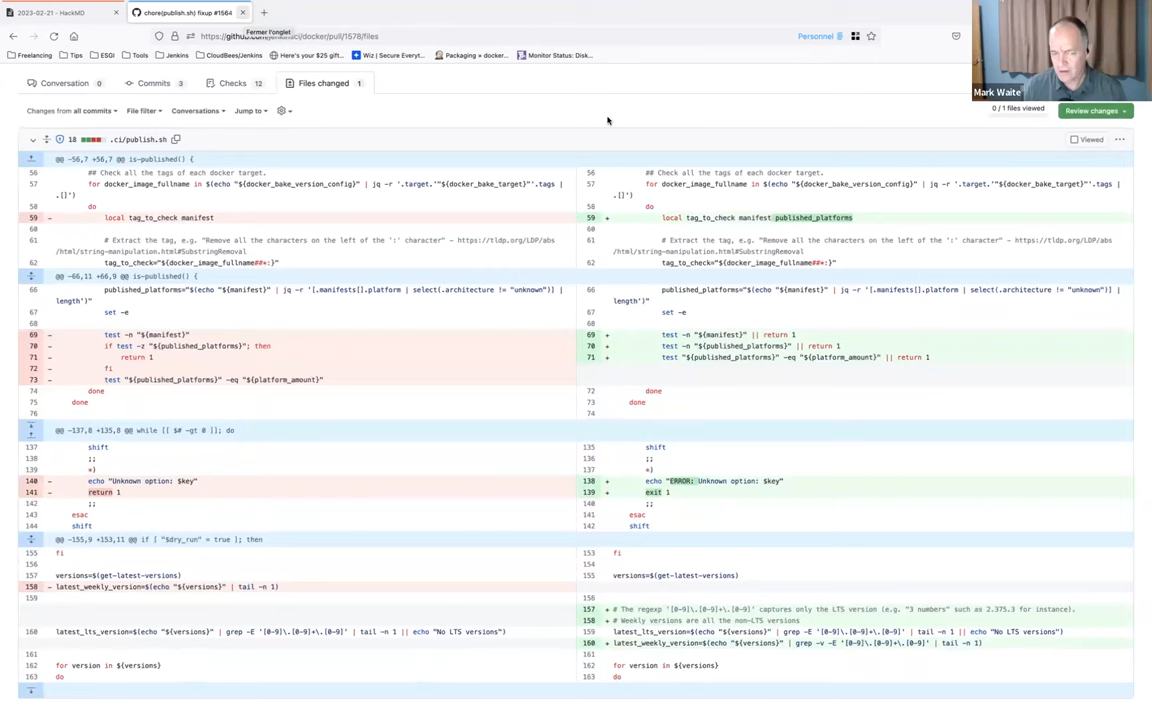 2023-02-21 - HackMD
chore(publish.sh) fixup #1564
Fermer l'onglet
/docker/pull/1578/files
Personnel
Freelancing
Tips
ESGI
Tools
Jenkins
CloudBees/Jenkins
Here's your $25 gift...
Wiz | Secure Everyt...
Packaging » docker...
Monitor Status: Disk...
Mark Waite
Conversation 0
Commits 3
Checks 12
Files changed 1
Changes from all commits
File filter
Conversations
Jump to
0 / 1 files viewed
Review changes
18 .ci/publish.sh
Viewed
@@ -56,7 +56,7 @@ is-published() {
56 ## Check all the tags of each docker target.
57 for docker_image_fullname in $(echo "${docker_bake_version_config}" | jq -r '.target.'"${docker_bake_target}"'.tags |
.[]')
58 do
59 - local tag_to_check manifest
60
61 # Extract the tag, e.g. "Remove all the characters on the left of the ':' character" - https://tldp.org/LDP/abs
/html/string-manipulation.html#SubstringRemoval
62 tag_to_check="${docker_image_fullname##*:}"
56 ## Check all the tags of each docker target.
57 for docker_image_fullname in $(echo "${docker_bake_version_config}" | jq -r '.target.'"${docker_bake_target}"'.tags |
.[]')
58 do
59 + local tag_to_check manifest published_platforms
60
61 # Extract the tag, e.g. "Remove all the characters on the left of the ':' character" - https://tldp.org/LDP/abs
/html/string-manipulation.html#SubstringRemoval
62 tag_to_check="${docker_image_fullname##*:}"
@@ -66,11 +66,9 @@ is-published() {
66 published_platforms="$(echo "${manifest}" | jq -r '[.manifests[].platform | select(.architecture != "unknown")] |
length')"
67 set -e
68
69 - test -n "${manifest}"
70 - if test -z "${published_platforms}"; then
71 - return 1
72 - fi
73 - test "${published_platforms}" -eq "${platform_amount}"
74 done
75 done
76
66 published_platforms="$(echo "${manifest}" | jq -r '[.manifests[].platform | select(.architecture != "unknown")] |
length')"
67 set -e
68
69 + test -n "${manifest}" || return 1
70 + test -n "${published_platforms}" || return 1
71 + test "${published_platforms}" -eq "${platform_amount}" || return 1
72 done
73 done
74
@@ -137,8 +135,8 @@ while [[ $# -gt 0 ]]; do
137 shift
138 ;;
139 *)
140 - echo "Unknown option: $key"
141 - return 1
142 ;;
143 esac
144 shift
135 shift
136 ;;
137 *)
138 + echo "ERROR: Unknown option: $key"
139 + exit 1
140 ;;
141 esac
142 shift
@@ -155,9 +153,11 @@ if [ "$dry_run" = true ]; then
155 fi
156
157 versions=$(get-latest-versions)
158 - latest_weekly_version=$(echo "${versions}" | tail -n 1)
159
160 latest_lts_version=$(echo "${versions}" | grep -E '[0-9]\.[0-9]+\.[0-9]' | tail -n 1 || echo "No LTS versions")
161
162 for version in ${versions}
163 do
153 fi
154
155 versions=$(get-latest-versions)
156
157 + # The regexp '[0-9]\.[0-9]+\.[0-9]' captures only the LTS version (e.g. "3 numbers" such as 2.375.3 for instance).
158 + # Weekly versions are all the non-LTS versions
159 latest_lts_version=$(echo "${versions}" | grep -E '[0-9]\.[0-9]+\.[0-9]' | tail -n 1 || echo "No LTS versions")
160 + latest_weekly_version=$(echo "${versions}" | grep -v -E '[0-9]\.[0-9]+\.[0-9]' | tail -n 1)
161
162 for version in ${versions}
163 do